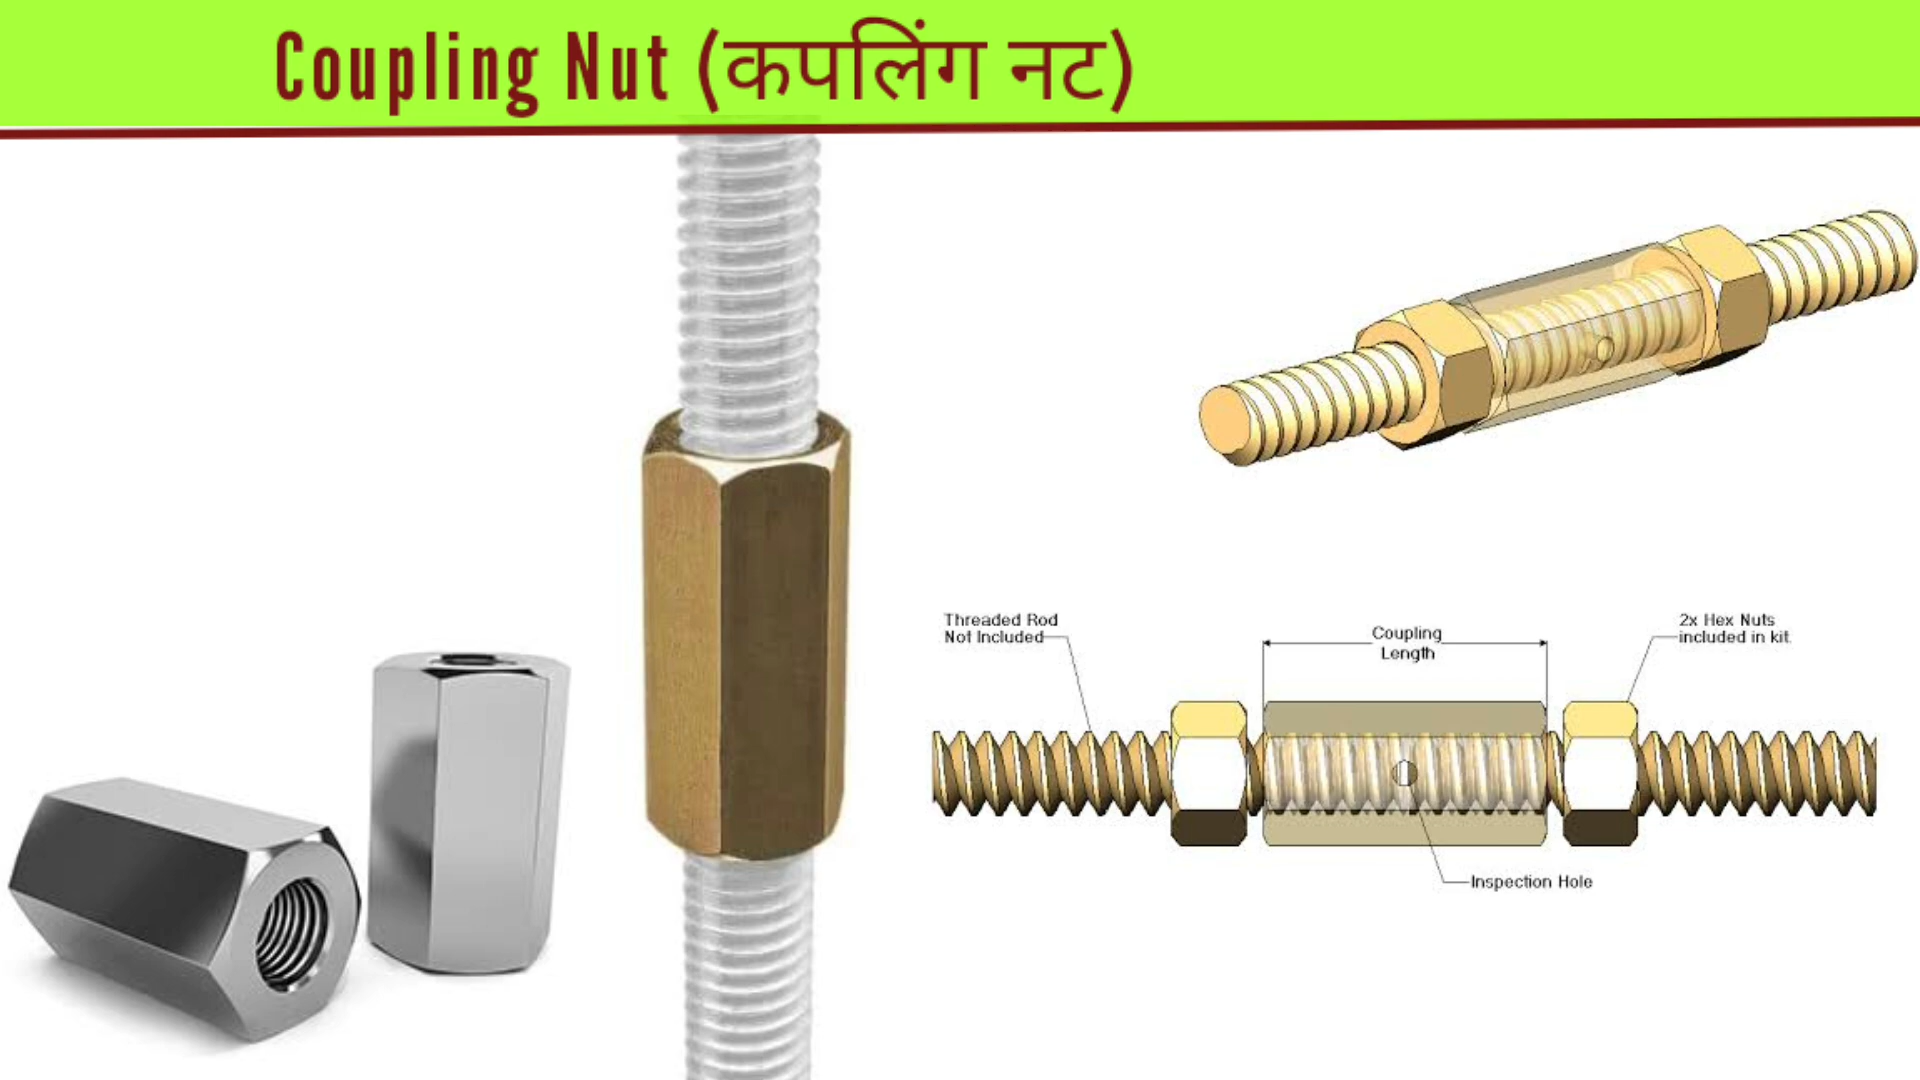 Coupling Nut (कपलिंग नट)
Threaded Rod
Not Included
Coupling
Length
2x Hex Nuts
included in kit
Inspection Hole